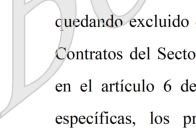 quedando excluido
Contratos del Secto
en el artículo 6 de
específicas, los pr